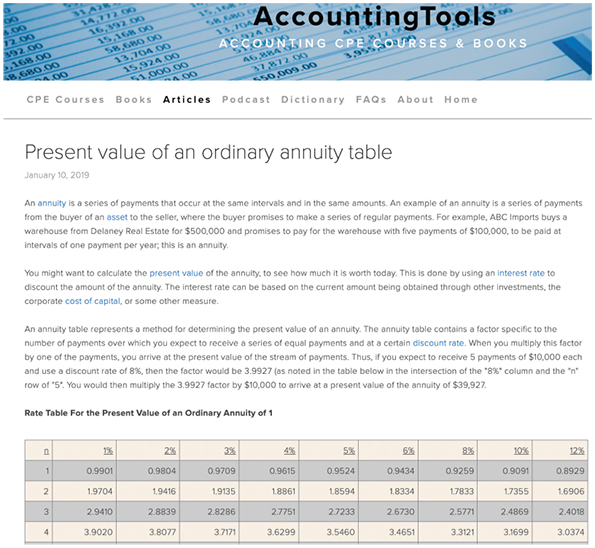 AccountingTools
ACCOUNTING CPE COURSES & BOOKS
CPE Courses Books Articles Podcast Dictionary FAQs About Home
Present value of an ordinary annuity table
January 10, 2019
An annuity is a series of payments that occur at the same intervals and in the same amounts. An example of an annuity is a series of payments
from the buyer of an asset to the seller, where the buyer promises to make a series of regular payments. For example, ABC Imports buys a
warehouse from Delaney Real Estate for $500,000 and promises to pay for the warehouse with five payments of $100,000, to be paid at
intervals of one payment per year; this is an annuity.
You might want to calculate the present value of the annuity, to see how much it is worth today. This is done by using an interest rate to
discount the amount of the annuity. The interest rate can be based on the current amount being obtained through other investments, the
corporate cost of capital, or some other measure.
An annuity table represents a method for determining the present value of an annuity. The annuity table contains a factor specific to the
number of payments over which you expect to receive a series of equal payments and at a certain discount rate. When you multiply this factor
by one of the payments, you arrive at the present value of the stream of payments. Thus, if you expect to receive 5 payments of $10,000 each
and use a discount rate of 8%, then the factor would be 3.9927 (as noted in the table below in the intersection of the "8%" column and the "n"
row of "5". You would then multiply the 3.9927 factor by $10,000 to arrive at a present value of the annuity of $39,927.
Rate Table For the Present Value of an Ordinary Annuity of 1
n 1% 2% 3% 4% 5% 6% 8% 10% 12%
1 0.9901 0.9804 0.9709 0.9615 0.9524 0.9434 0.9259 0.9091 0.8929
2 1.9704 1.9416 1.9135 1.8861 1.8594 1.8334 1.7833 1.7355 1.6906
3 2.9410 2.8839 2.8286 2.7751 2.7233 2.6730 2.5771 2.4869 2.4018
4 3.9020 3.8077 3.7171 3.6299 3.5460 3.4651 3.3121 3.1699 3.0374